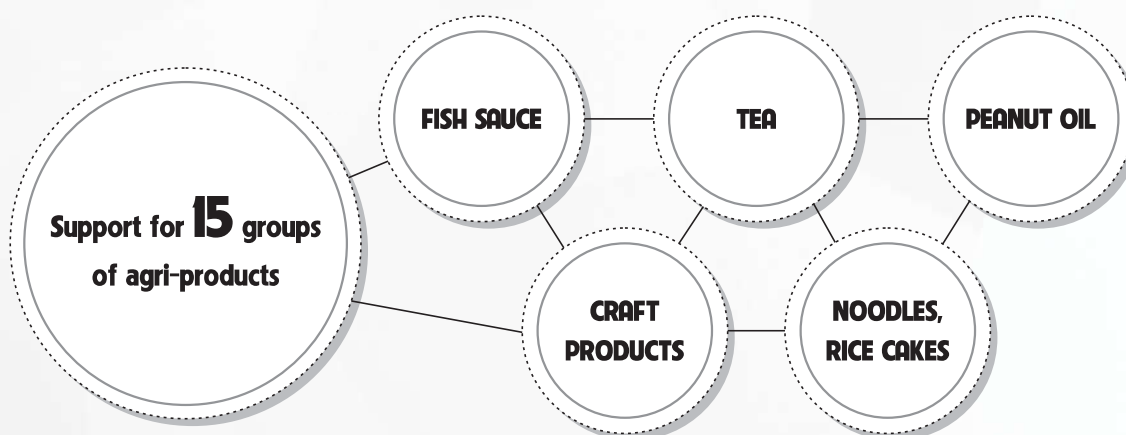 Support for 15 groups
of agri-products
FISH SAUCE
TEA
PEANUT OIL
CRAFT
PRODUCTS
NOODLES,
RICE CAKES